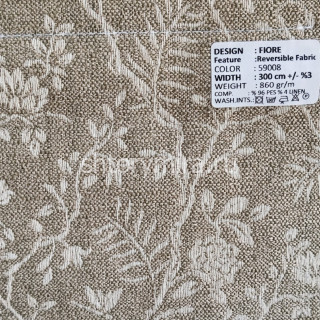 DESIGN : FIORE
Feature :Reversible Fabric
COLOR : 59008
WIDTH : 300 cm +/- %3
WEIGHT : 860 gr/m
COMP. : % 96 PES % 4 LINEN
WASH.INTS.: